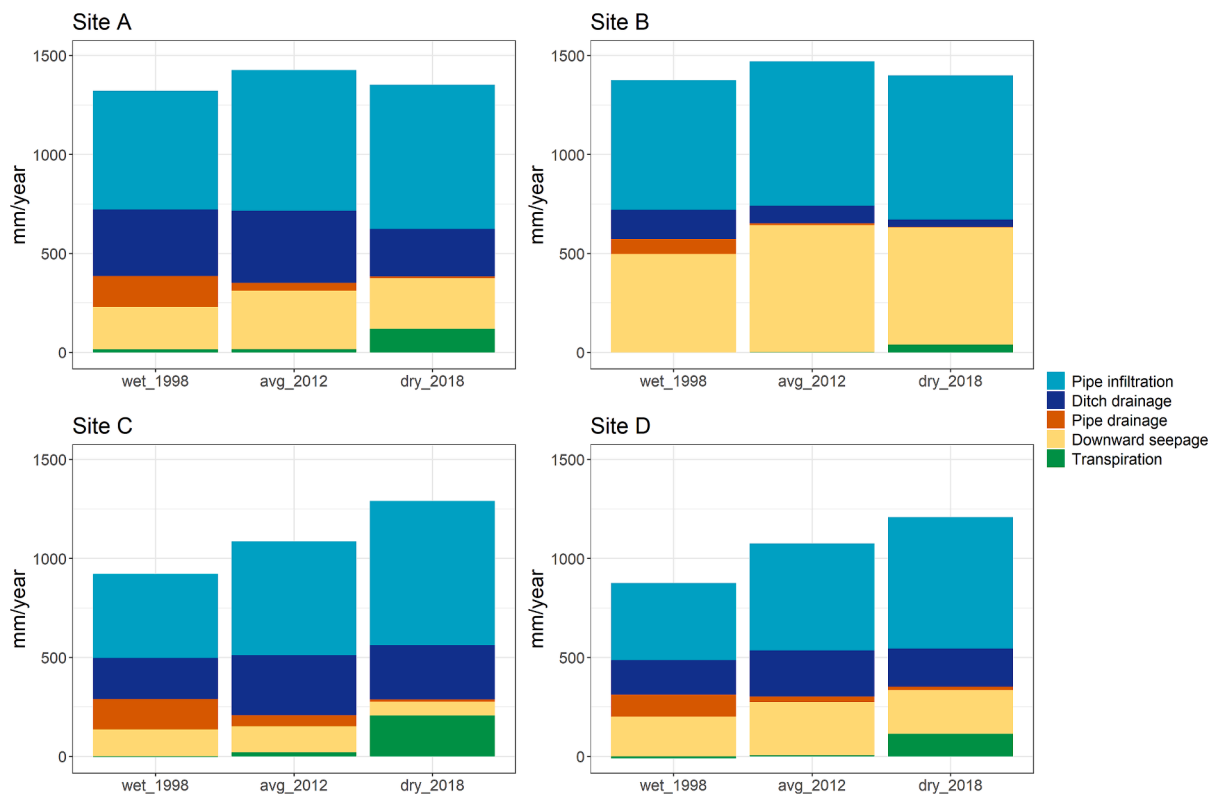 Site A
Site B
1500
1000
500
0
mm/year
wet_1998
avg_2012
dry_2018
1500
1000
500
0
mm/year
wet_1998
avg_2012
dry_2018
Pipe infiltration
Ditch drainage
Pipe drainage
Downward seepage
Transpiration
Site C
Site D
1500
1000
500
0
mm/year
wet_1998
avg_2012
dry_2018
1500
1000
500
0
mm/year
wet_1998
avg_2012
dry_2018